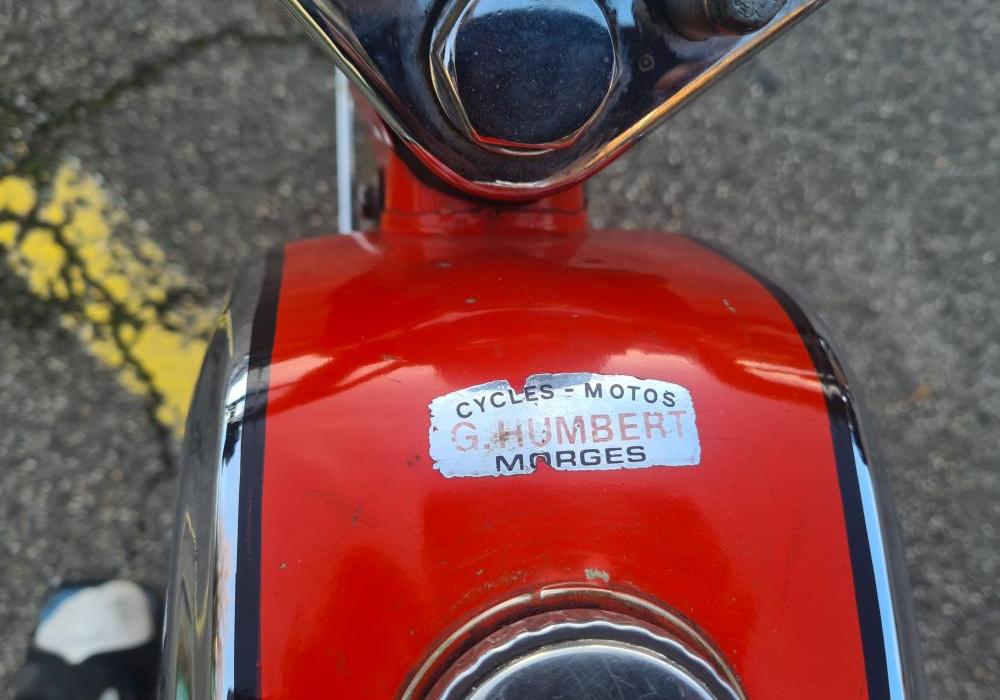 CYCLES - MOTOS
G. HUMBERT
MORGES